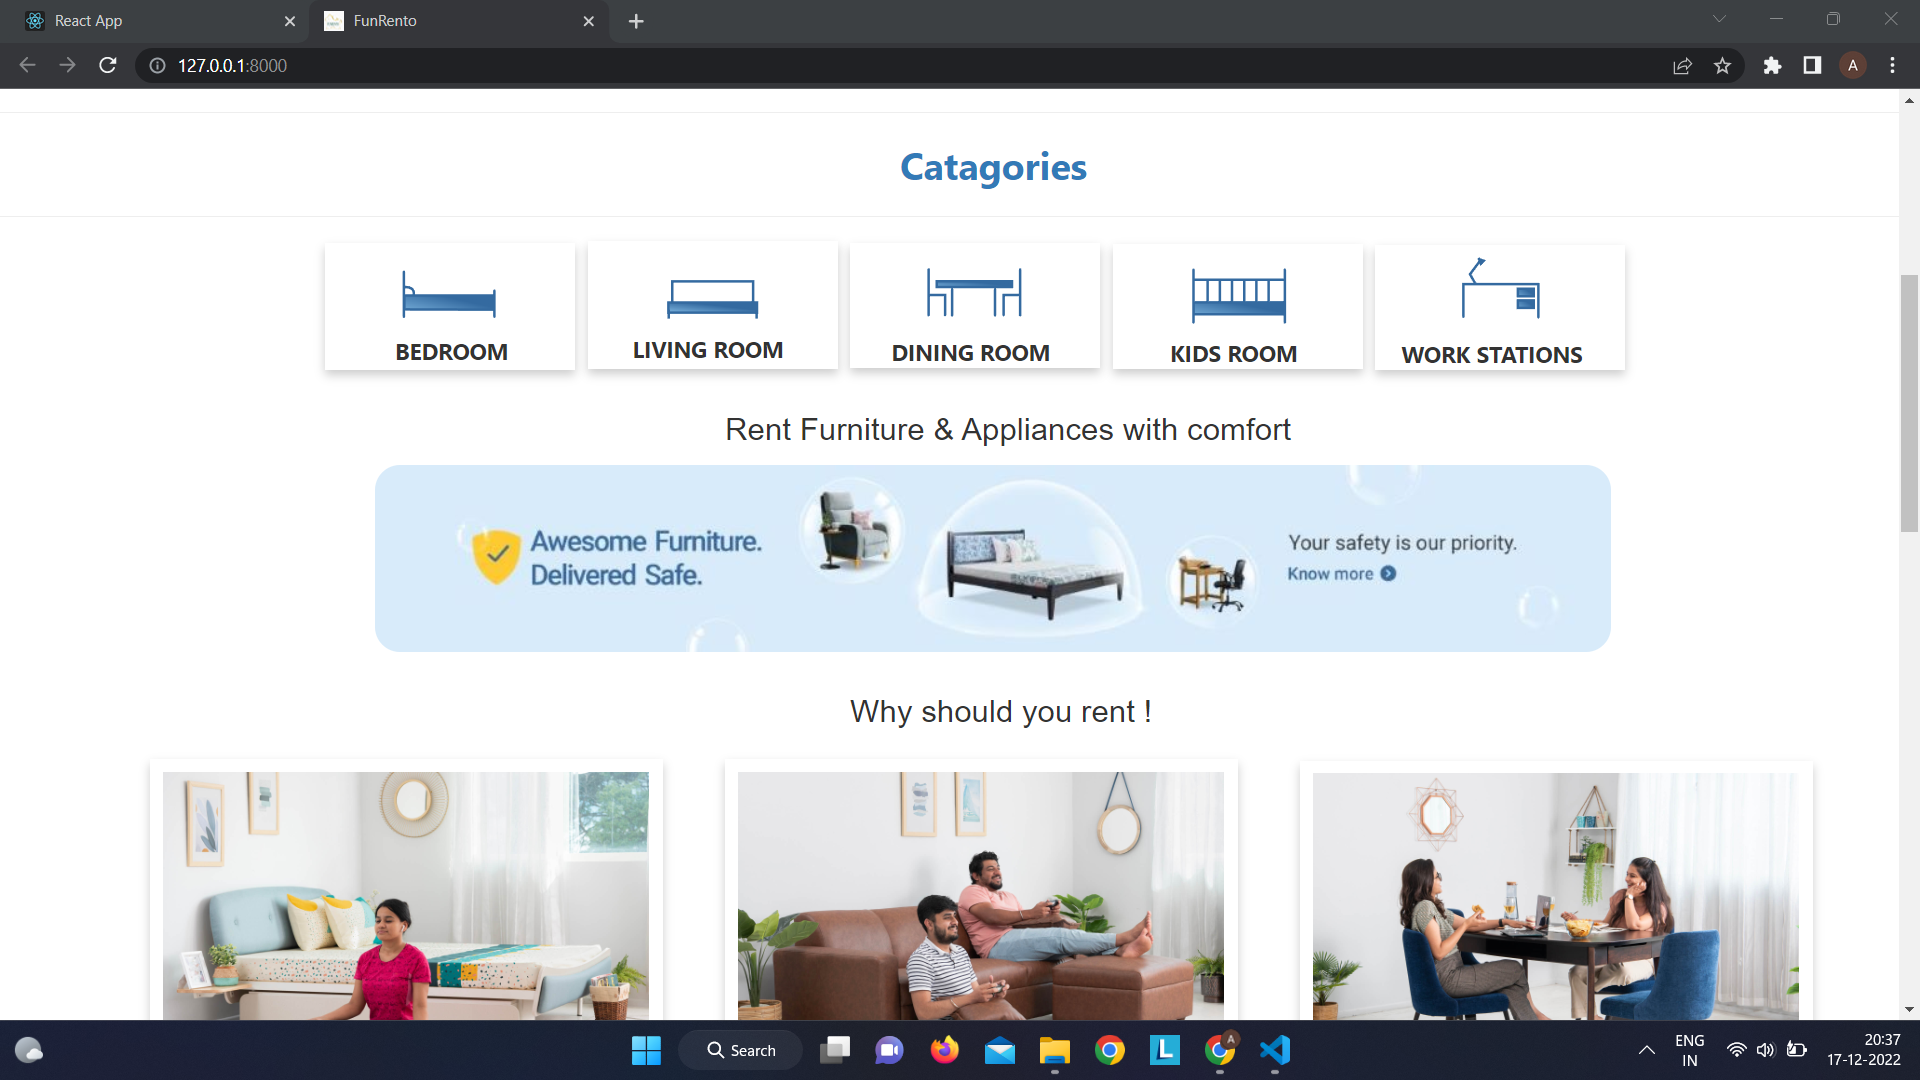 React App
FunRento
127.0.0.1:8000
A
Catagories
BEDROOM
LIVING ROOM
DINING ROOM
KIDS ROOM
WORK STATIONS
Rent Furniture & Appliances with comfort
Awesome Furniture.
Delivered Safe.
Your safety is our priority.
Know more
Why should you rent !
Search
L
A
ENG
IN
20:37
17-12-2022